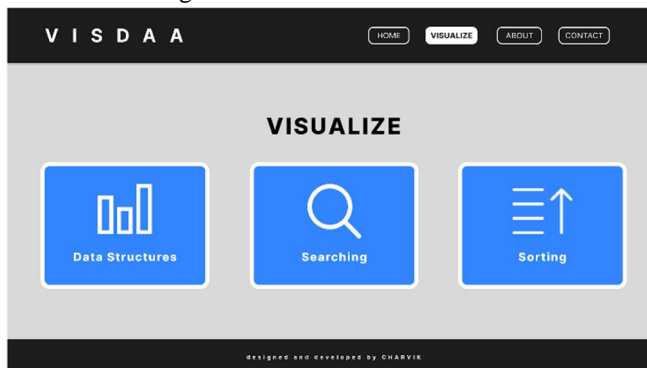 V I S D A A
HOME VISUALIZE ABOUT CONTACT
VISUALIZE
Data Structures Searching Sorting
designed and developed by CHARVIK